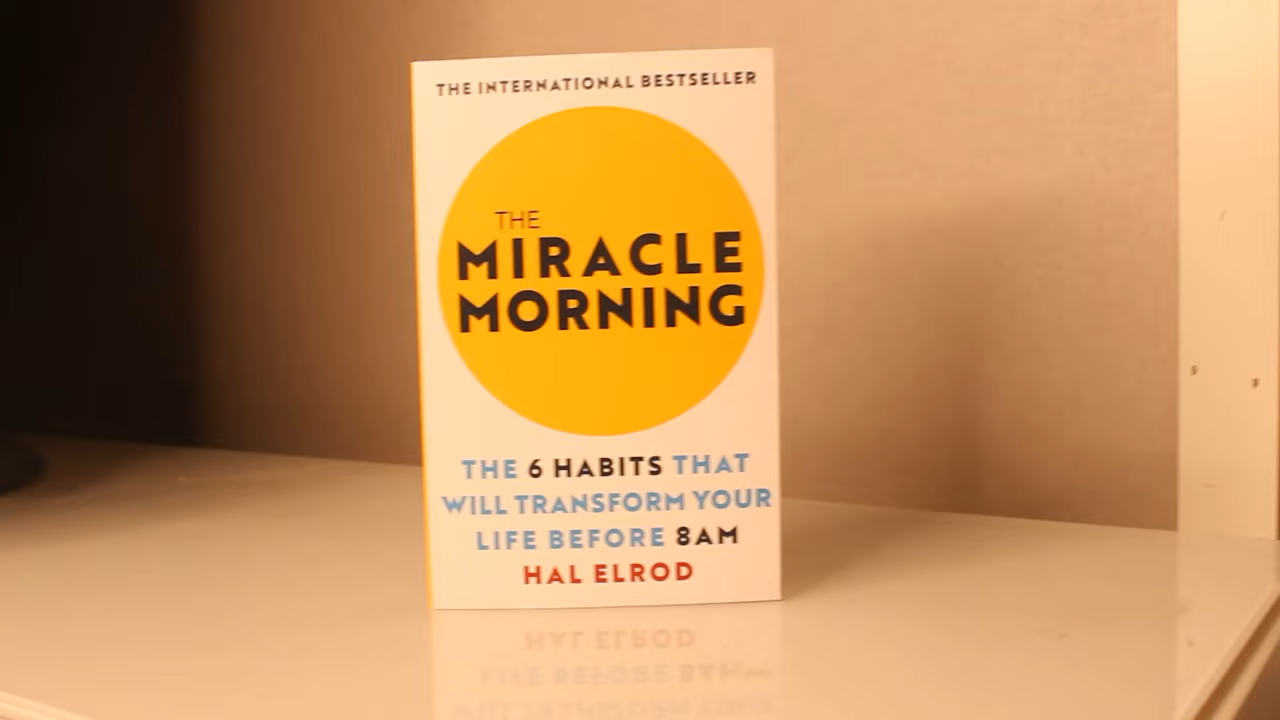 THE INTERNATIONAL BESTSELLER
THE
MIRACLE
MORNING
THE 6 HABITS THAT
WILL TRANSFORM YOUR
LIFE BEFORE 8AM
HAL ELROD